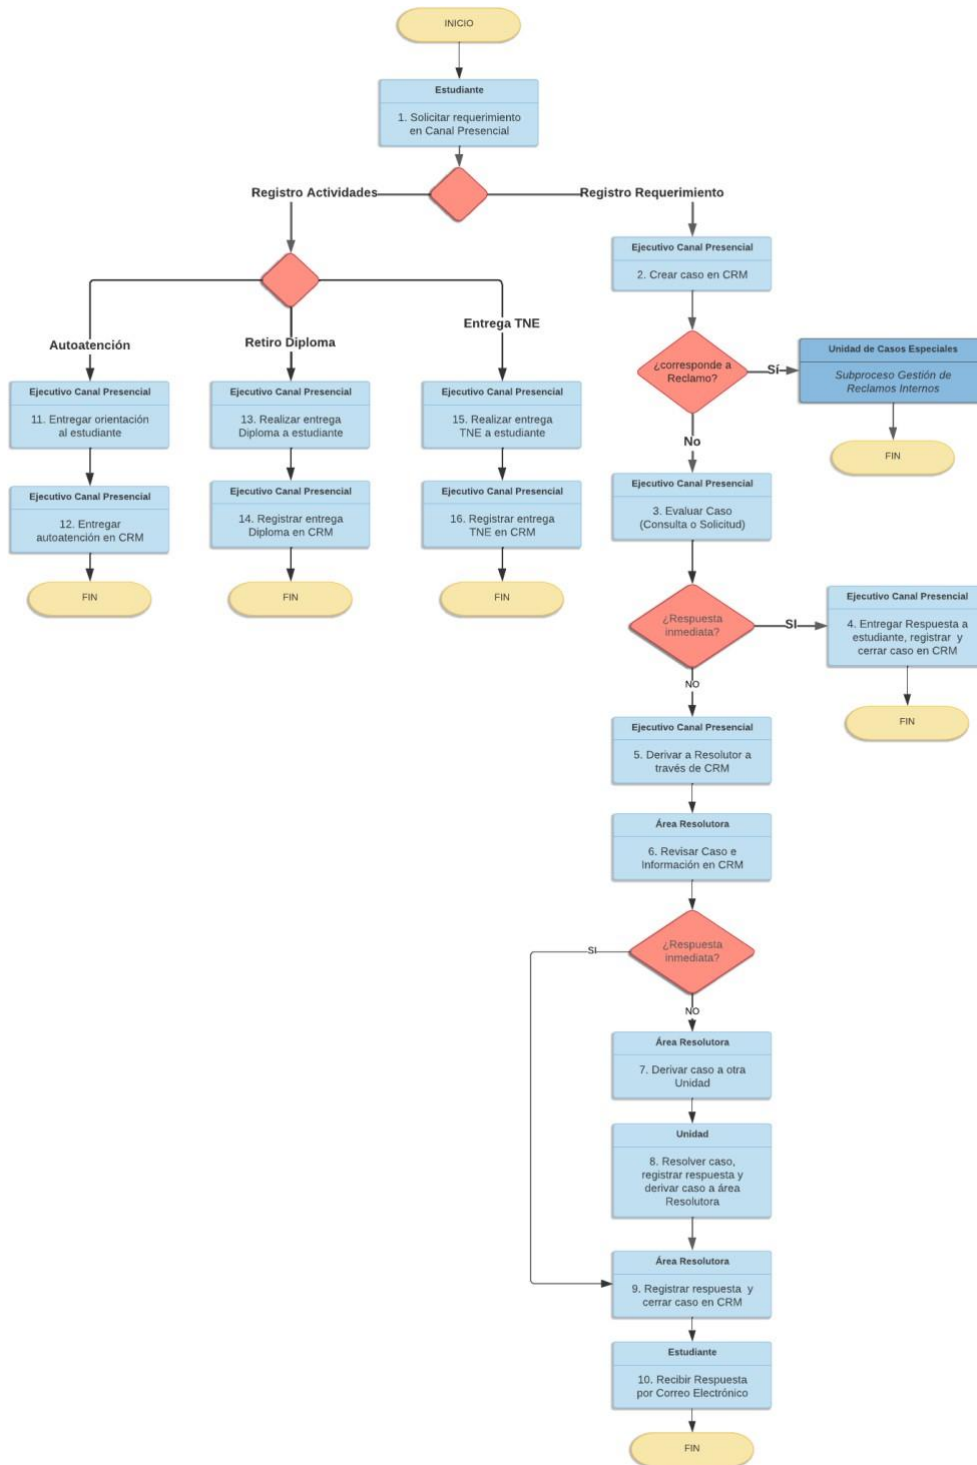 INICIO
Estudiante
1. Solicitar requerimiento
en Canal Presencial
Registro Actividades
Registro Requerimiento
Ejecutivo Canal Presencial
2. Crear caso en CRM
Entrega TNE
Autoatención
Retiro Diploma
¿corresponde a
Reclamo?
Sí
Unidad de Casos Especiales
Subproceso Gestión de
Reclamos Internos
FIN
Ejecutivo Canal Presencial
11. Entregar orientación
al estudiante
Ejecutivo Canal Presencial
13. Realizar entrega
Diploma a estudiante
Ejecutivo Canal Presencial
15. Realizar entrega
TNE a estudiante
No
Ejecutivo Canal Presencial
12. Entregar
autoatención en CRM
Ejecutivo Canal Presencial
14. Registrar entrega
Diploma en CRM
Ejecutivo Canal Presencial
16. Registrar entrega
TNE en CRM
Ejecutivo Canal Presencial
3. Evaluar Caso
(Consulta o Solicitud)
FIN
FIN
FIN
¿Respuesta
inmediata?
SI
Ejecutivo Canal Presencial
4. Entregar Respuesta a
estudiante, registrar y
cerrar caso en CRM
FIN
NO
Ejecutivo Canal Presencial
5. Derivar a Resolutor a
través de CRM
Área Resolutora
6. Revisar Caso e
Información en CRM
¿Respuesta
inmediata?
SI
NO
Área Resolutora
7. Derivar caso a otra
Unidad
Unidad
8. Resolver caso,
registrar respuesta y
derivar caso a área
Resolutora
Área Resolutora
9. Registrar respuesta y
cerrar caso en CRM
Estudiante
10. Recibir Respuesta
por Correo Electrónico
FIN